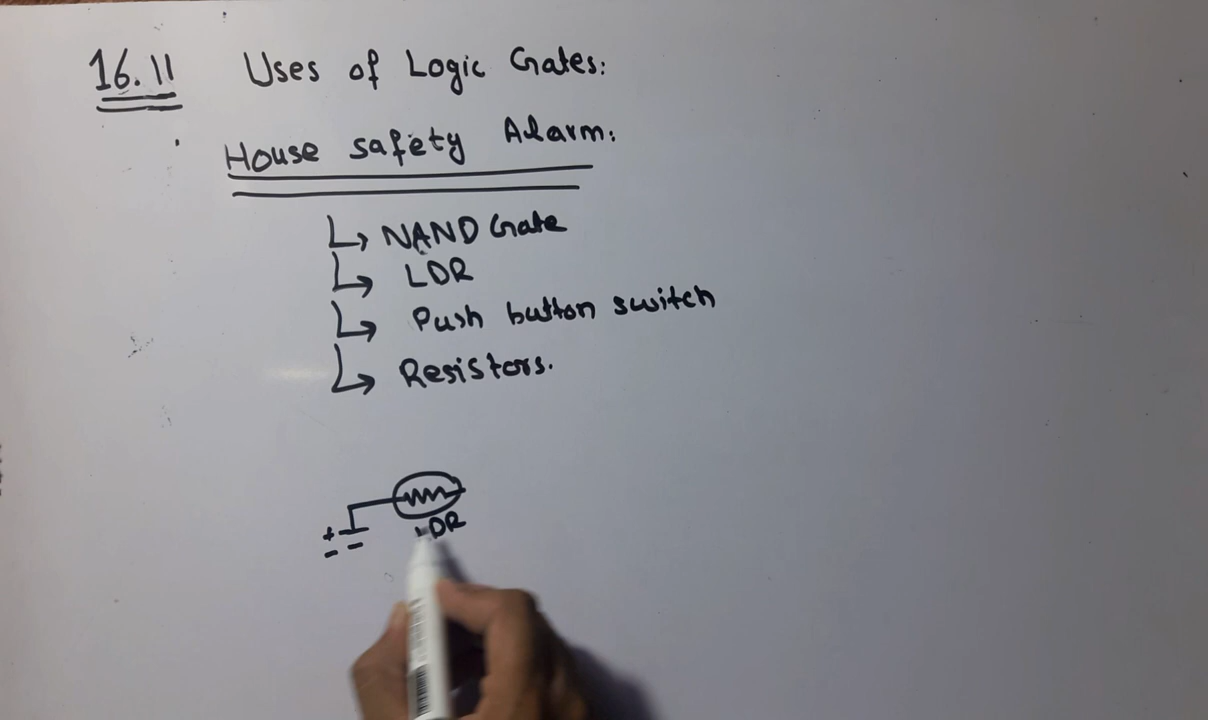 16.11 Uses of Logic Gates:
House safety Alarm:
NAND Gate
LDR
Push button switch
Resistors.
LDR
+
-